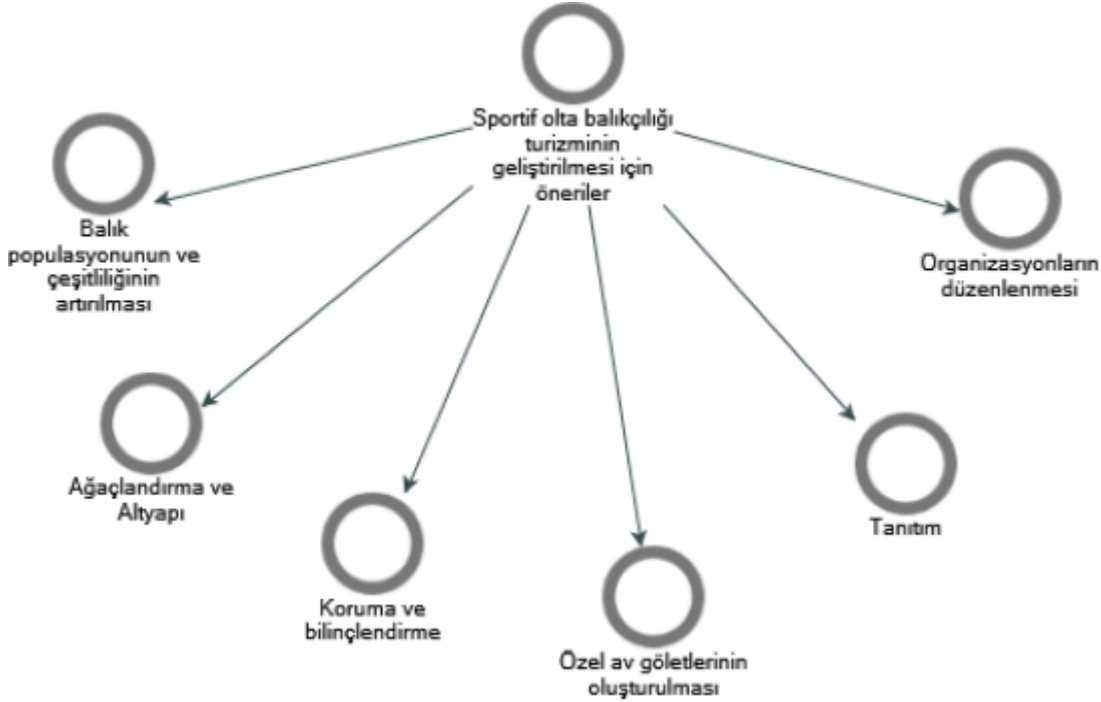 Sportif olta balıkçılığı
turizminin
geliştirilmesi için
öneriler
Balık
populasyonunun ve
çeşitliliğinin
artırılması
Organizasyonların
düzenlenmesi
Ağaçlandırma ve
Altyapı
Tanıtım
Koruma ve
bilinçlendirme
Özel av göletlerinin
oluşturulması